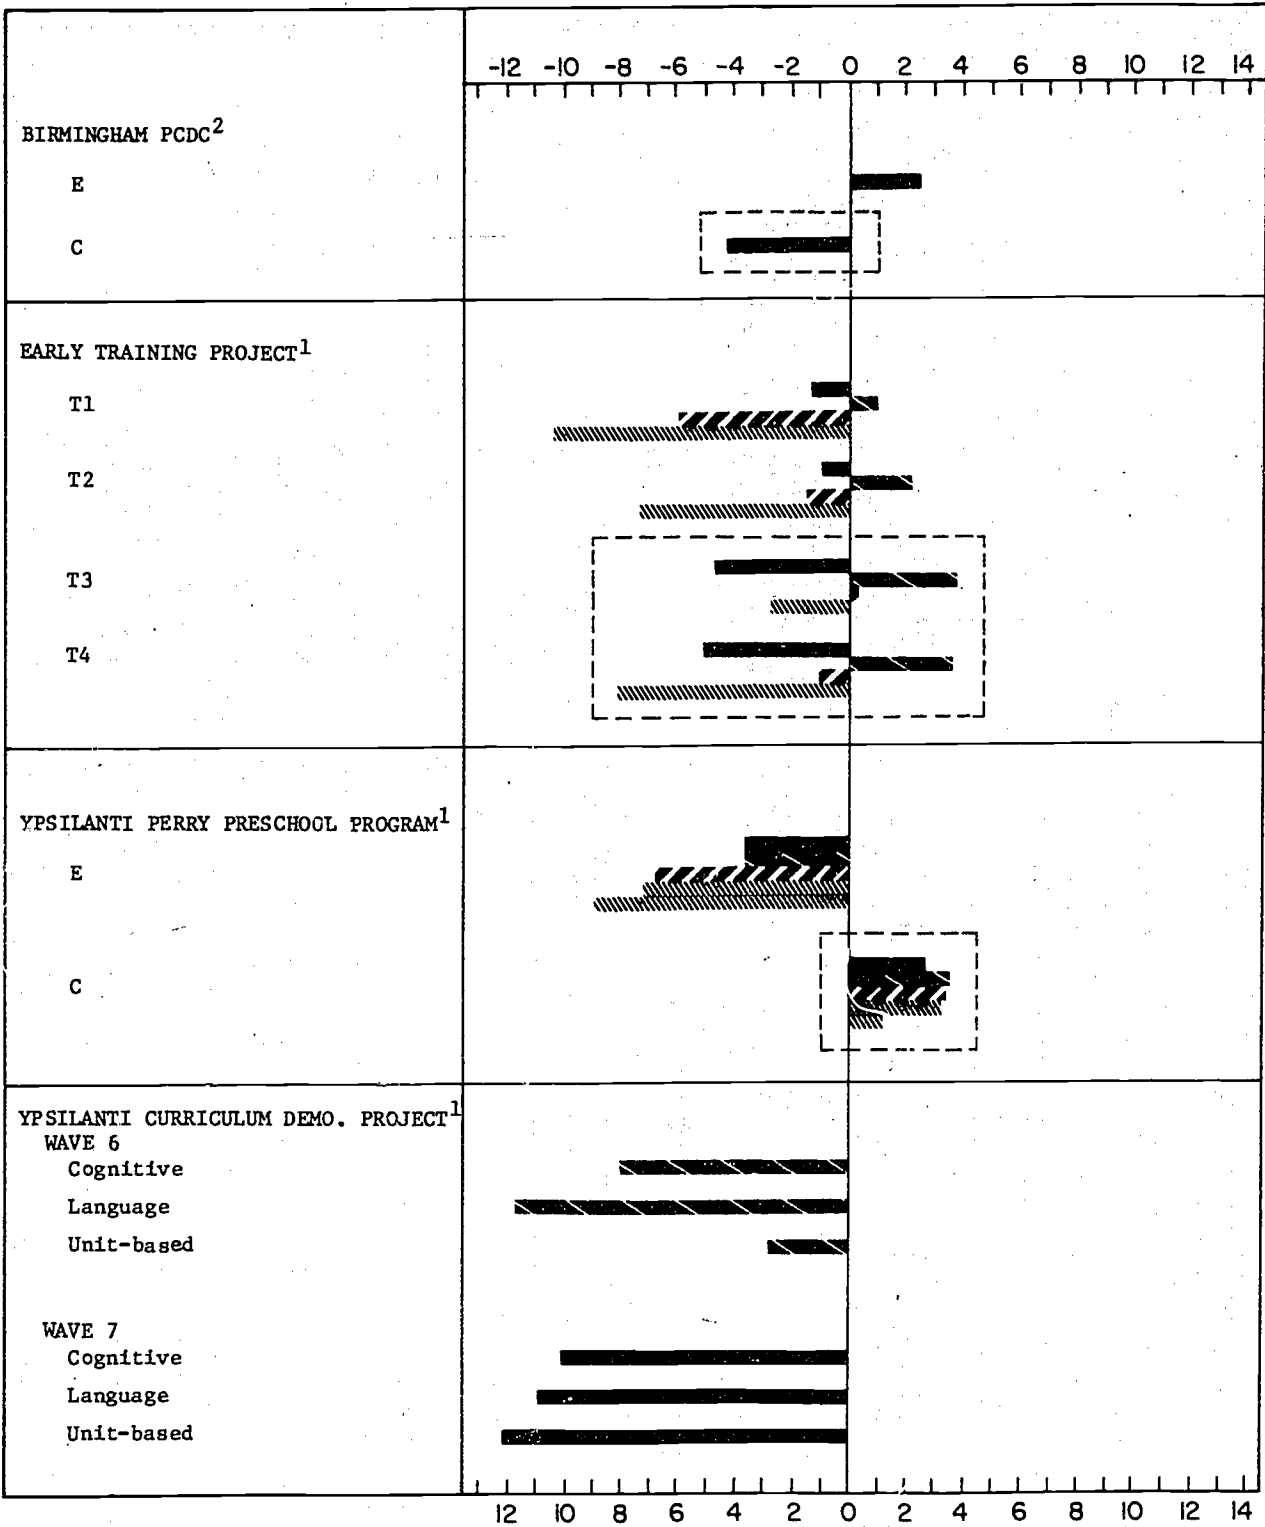 -12 -10 -8 -6 -4 -2 0 2 4 6 8 10 12 14
BIRMINGHAM PCDC2
E
C
EARLY TRAINING PROJECT1
T1
T2
T3
T4
YPSILANTI PERRY PRESCHOOL PROGRAM1
E
C
YPSILANTI CURRICULUM DEMO. PROJECT1
WAVE 6
Cognitive
Language
Unit-based
WAVE 7
Cognitive
Language
Unit-based
12 10 8 6 4 2 0 2 4 6 8 10 12 14